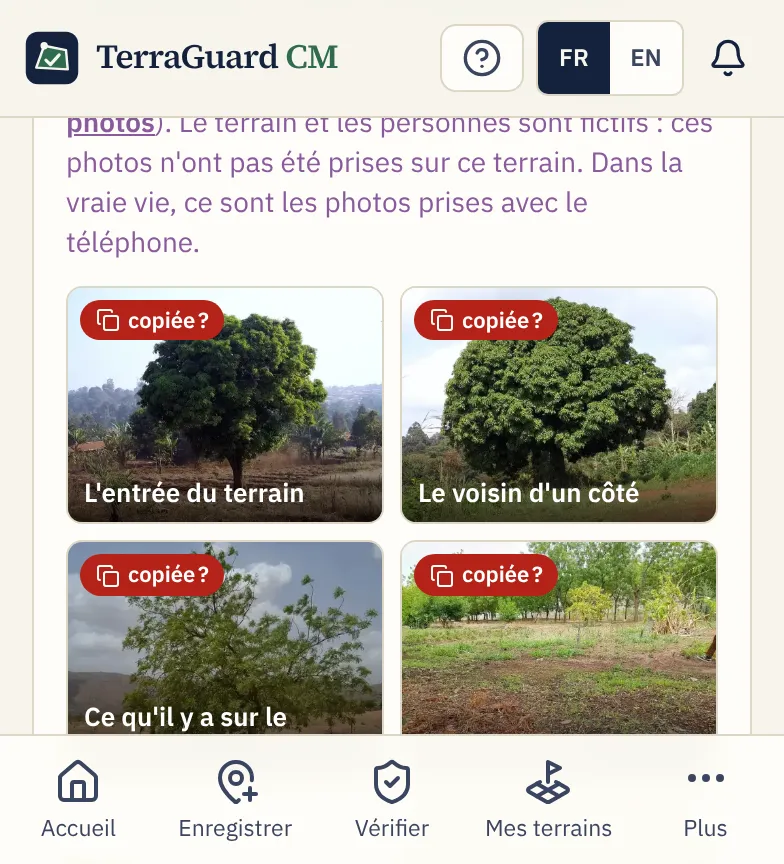 TerraGuard CM
FR
EN
photos). Le terrain et les personnes sont fictifs : ces
photos n'ont pas été prises sur ce terrain. Dans la
vraie vie, ce sont les photos prises avec le
téléphone.
copiée ?
copiée ?
L'entrée du terrain
Le voisin d'un côté
copiée ?
copiée ?
Ce qu'il y a sur le
Accueil
Enregistrer
Vérifier
Mes terrains
Plus